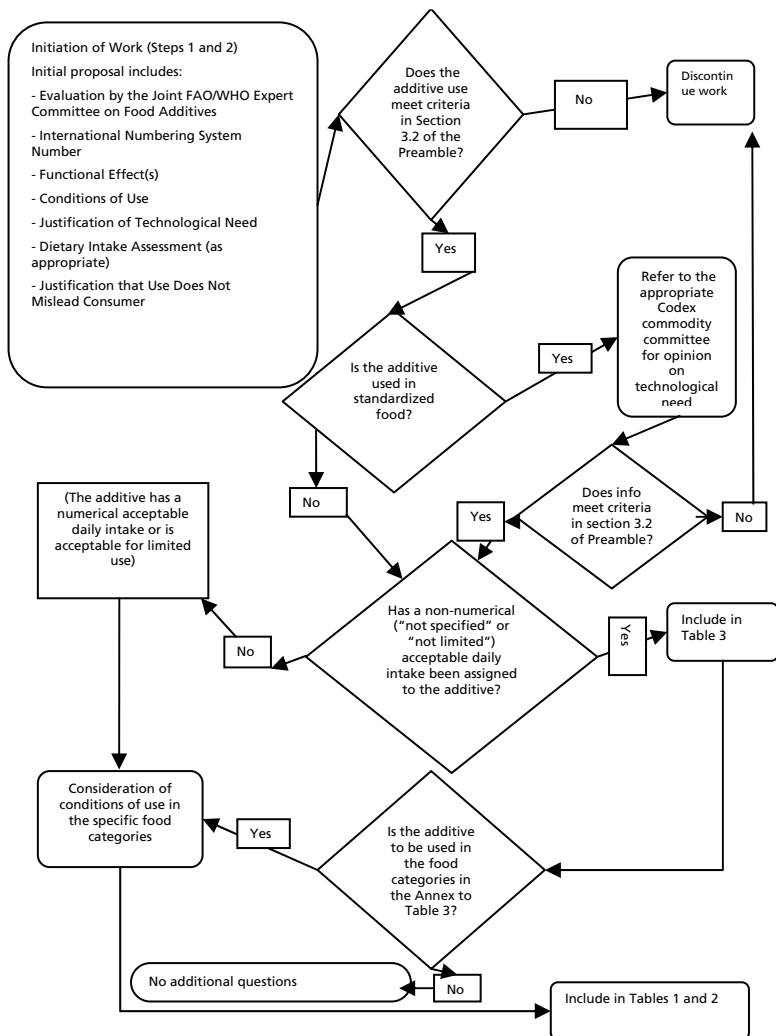 Initiation of Work (Steps 1 and 2)
Initial proposal includes:
- Evaluation by the Joint FAO/WHO Expert
Committee on Food Additives
- International Numbering System
Number
- Functional Effect(s)
- Conditions of Use
- Justification of Technological Need
- Dietary Intake Assessment (as
appropriate)
- Justification that Use Does Not
Mislead Consumer
Does the
additive use
meet criteria
in Section
3.2 of the
Preamble?
No
Discontin
ue work
Yes
Is the additive
used in
standardized
food?
Yes
Refer to the
appropriate
Codex
commodity
committee
for opinion
on
technological
need
No
Does info
meet criteria
in section 3.2
of Preamble?
Yes
No
(The additive has a
numerical acceptable
daily intake or is
acceptable for limited
use)
Has a non-numerical
("not specified" or
"not limited")
acceptable daily
intake been assigned
to the additive?
No
Yes
Include in
Table 3
Consideration of
conditions of use in
the specific food
categories
Yes
Is the additive
to be used in
the food
categories in
the Annex to
Table 3?
No
No additional questions
Include in Tables 1 and 2